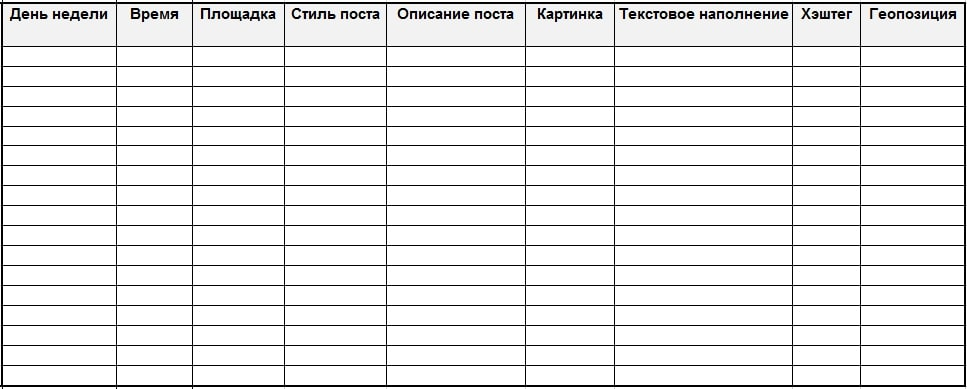 День недели Время Площадка Стиль поста Описание поста Картинка Текстовое наполнение Хэштег Геопозиция